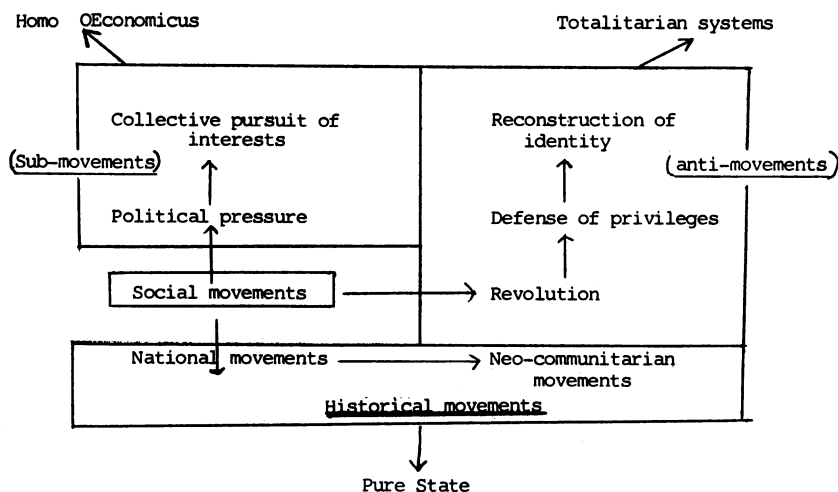 Homo OEconomicus
Totalitarian systems
Collective pursuit of
interests
Reconstruction of
identity
(Sub-movements)
(anti-movements)
Political pressure
Defense of privileges
Social movements
Revolution
National movements
Neo-communitarian
movements
Historical movements
Pure State